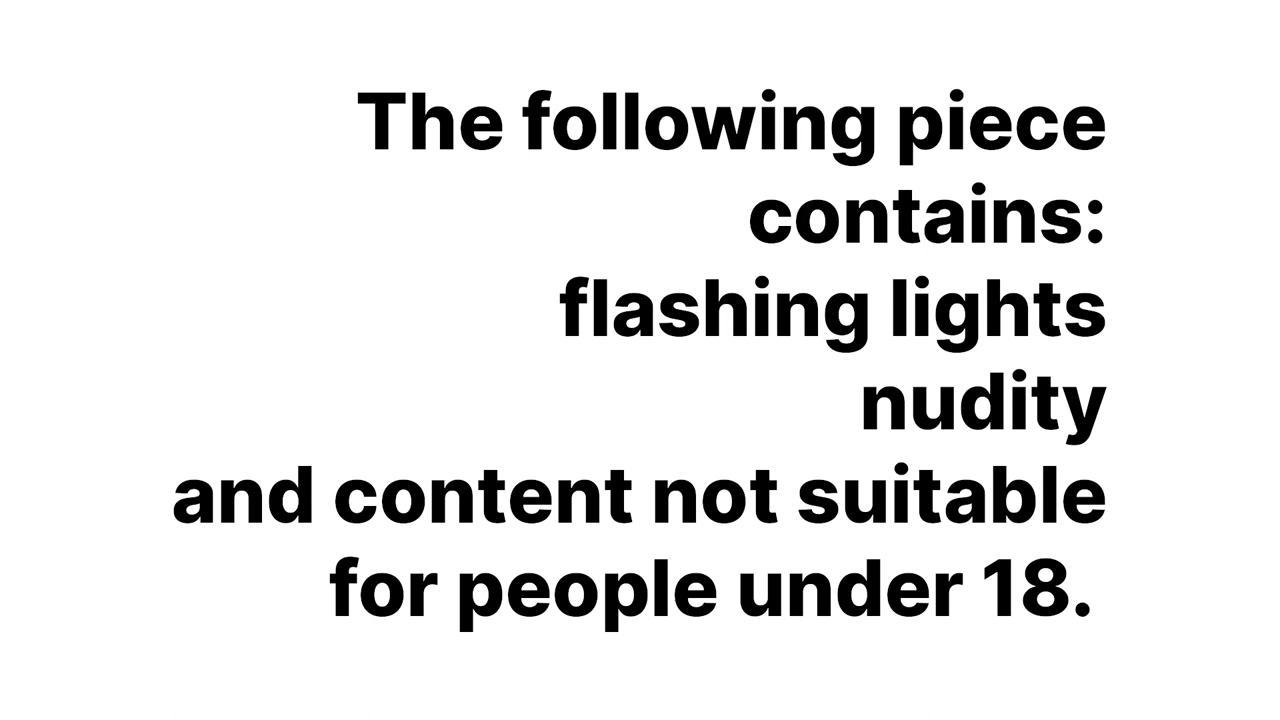 The following piece
contains:
flashing lights
nudity
and content not suitable
for people under 18.